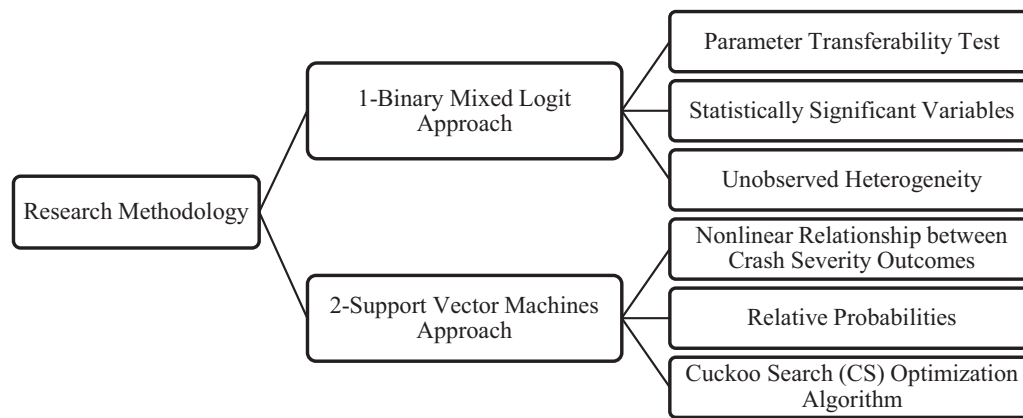 Research Methodology
1-Binary Mixed Logit
Approach
Parameter Transferability Test
Statistically Significant Variables
Unobserved Heterogeneity
2-Support Vector Machines
Approach
Nonlinear Relationship between
Crash Severity Outcomes
Relative Probabilities
Cuckoo Search (CS) Optimization
Algorithm